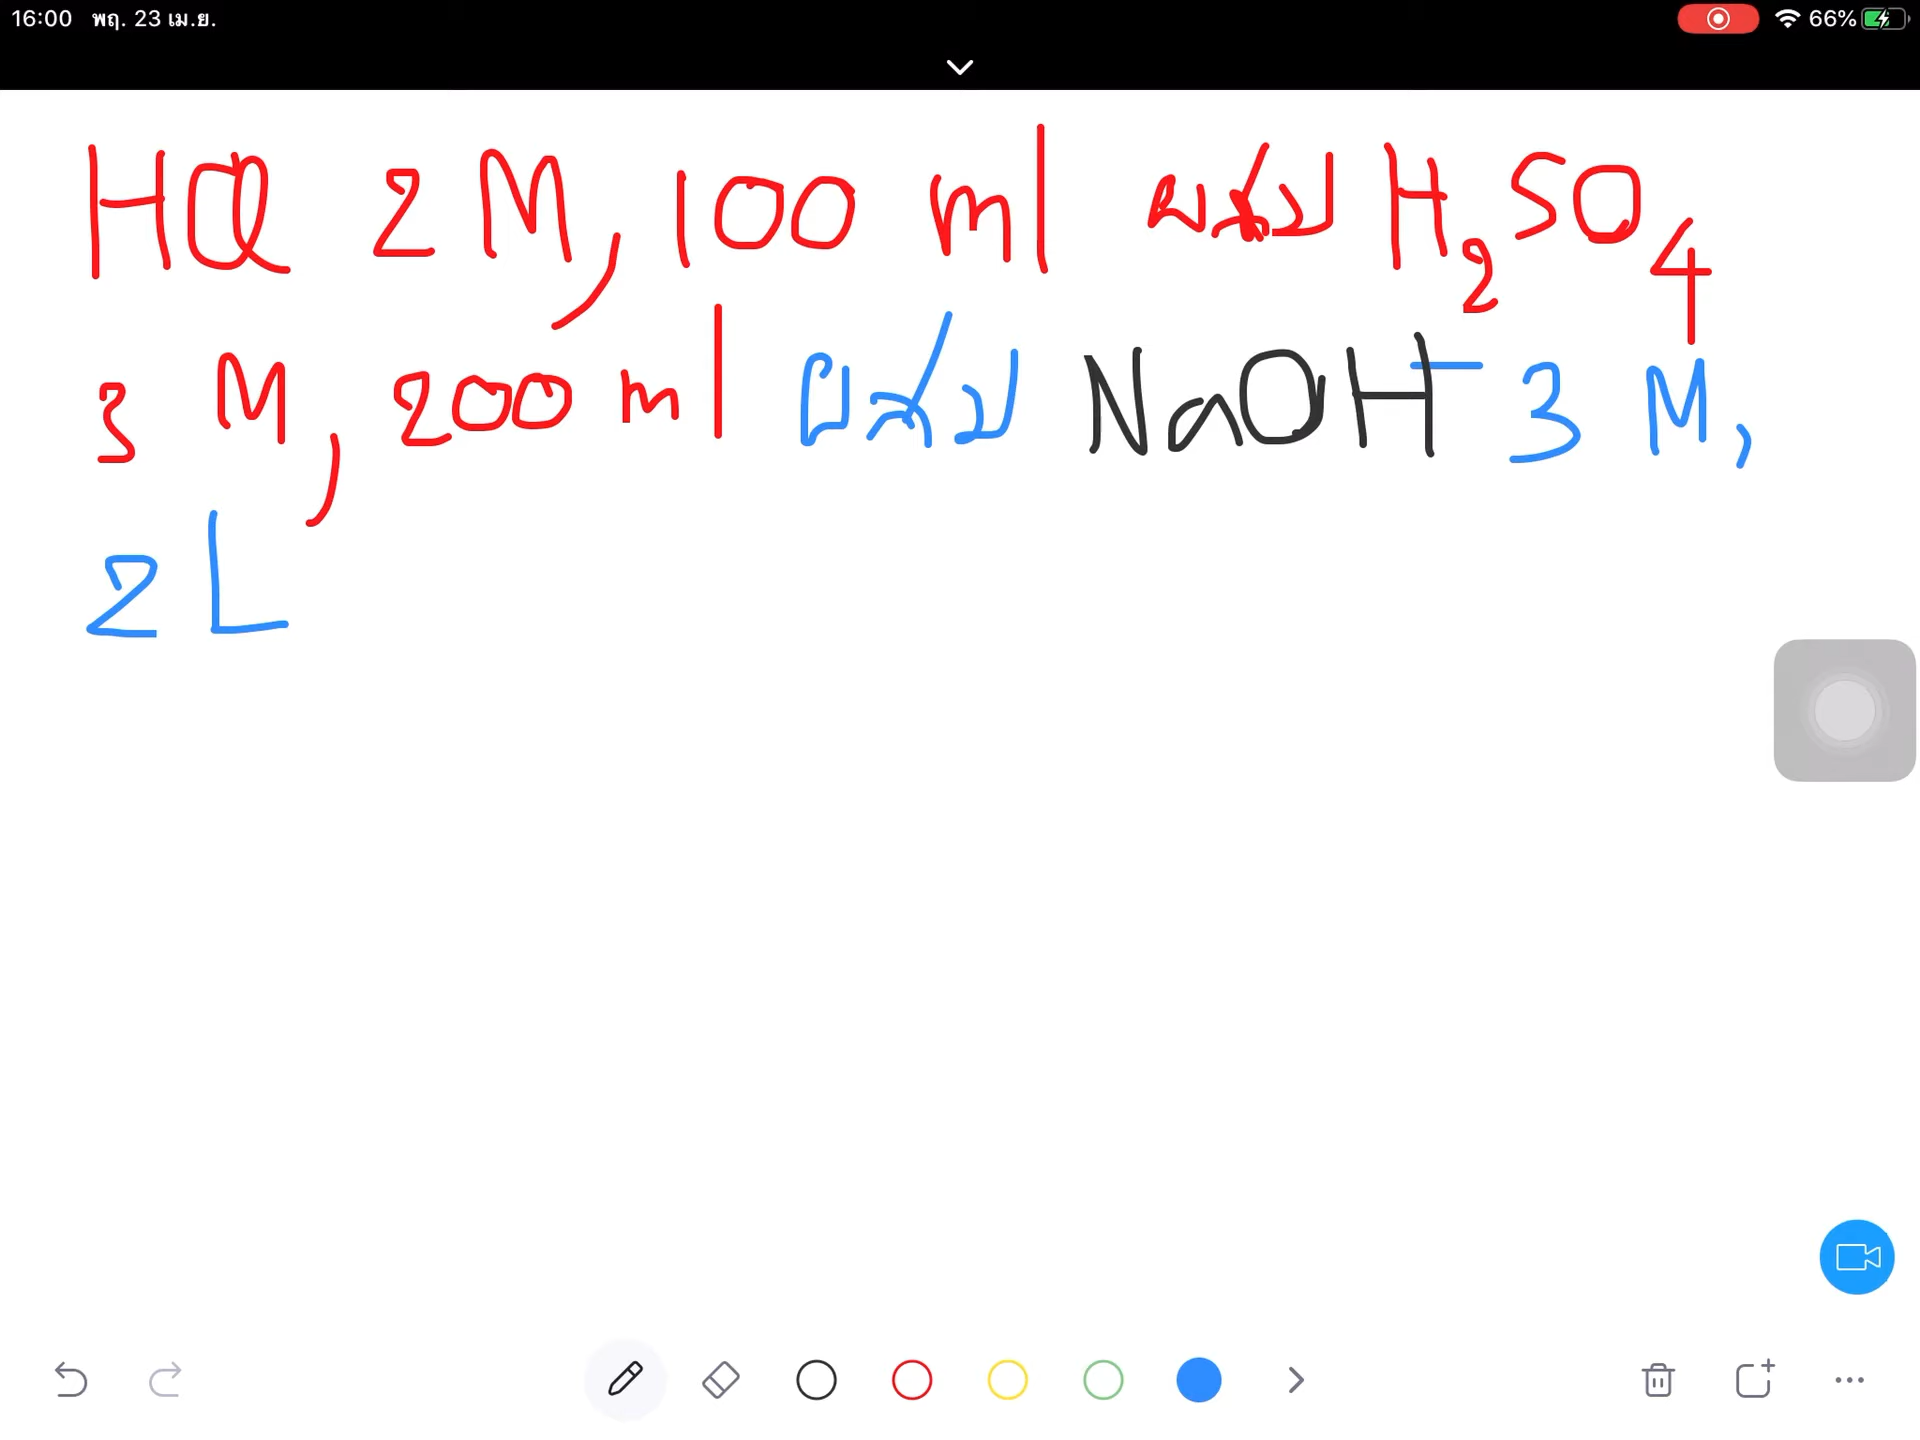 16:00 พฤ. 23 เม.ย. 66%
HCl 2 M, 100 ml ผสม H₂SO₄
3 M, 200 ml ผสม NaOH 3 M,
2 L